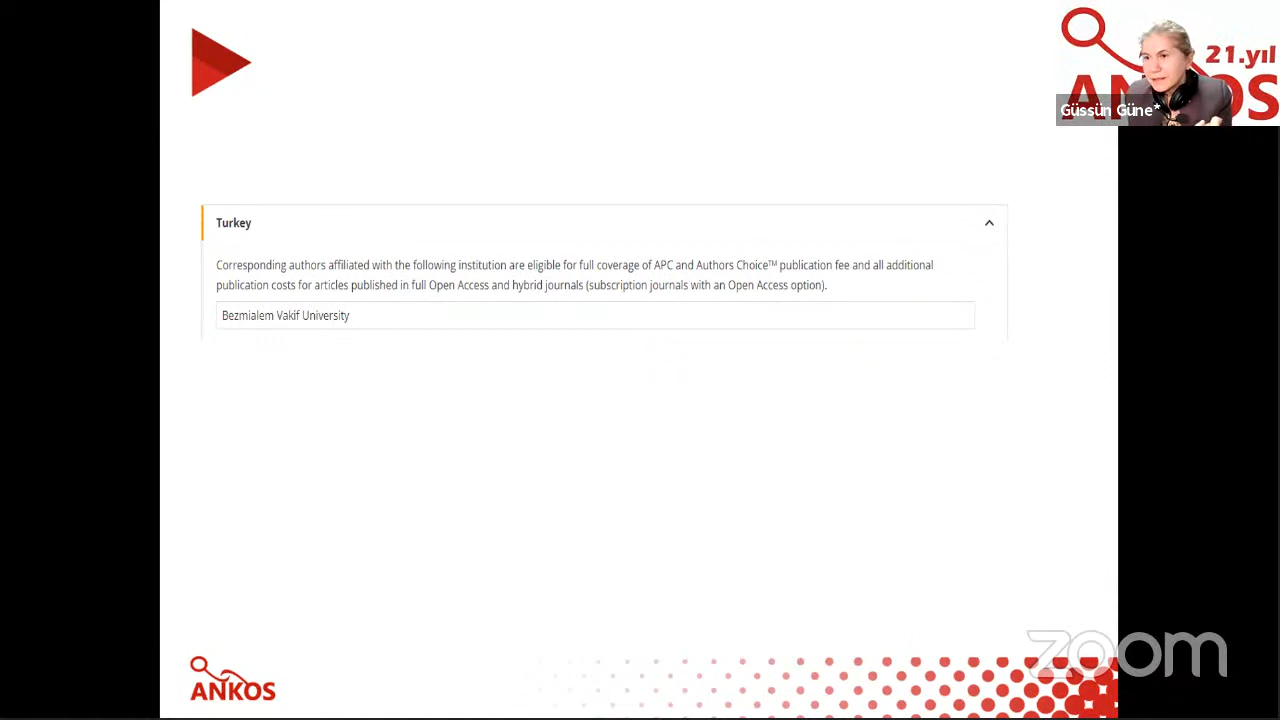 21.yıl
ANKOS
Güssün Güne*
Turkey
Corresponding authors affiliated with the following institution are eligible for full coverage of APC and Authors Choice™ publication fee and all additional
publication costs for articles published in full Open Access and hybrid journals (subscription journals with an Open Access option).
Bezmialem Vakif University
ANKOS
zoom